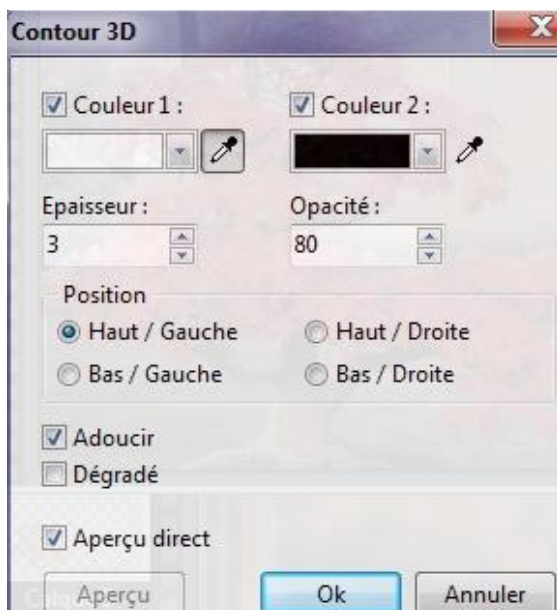 Contour 3D
Couleur 1 : Couleur 2 :
Epaisseur : Opacité :
3 80
Position
Haut / Gauche Haut / Droite
Bas / Gauche Bas / Droite
Adoucir
Dégradé
Aperçu direct
Aperçu Ok Annuler